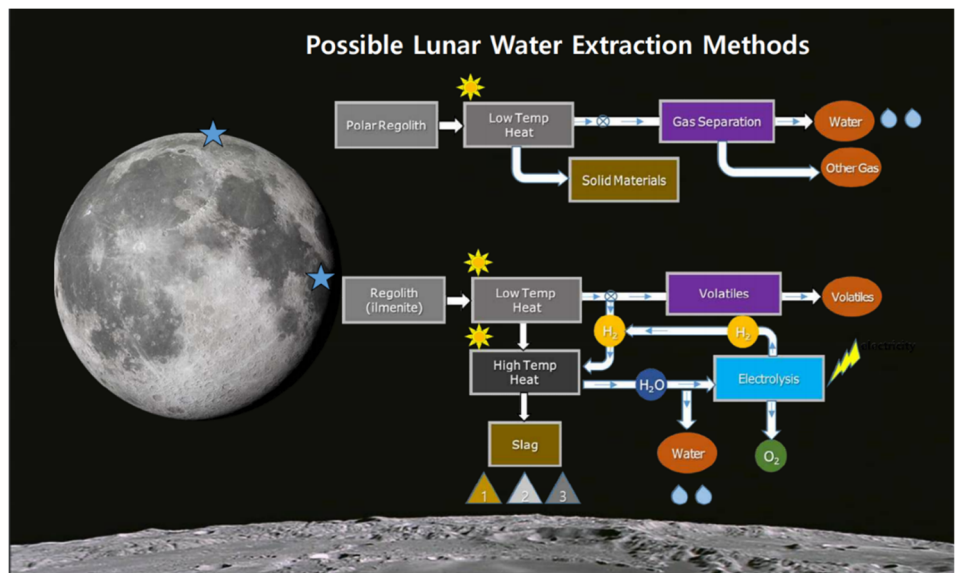 Possible Lunar Water Extraction Methods
Polar Regolith
Low Temp
Heat
Gas Separation
Water
Other Gas
Solid Materials
Regolith
(ilmenite)
Low Temp
Heat
Volatiles
Volatiles
H₂
H₂
High Temp
Heat
H₂O
Electrolysis
Electricity
Slag
Water
O₂
1
2
3